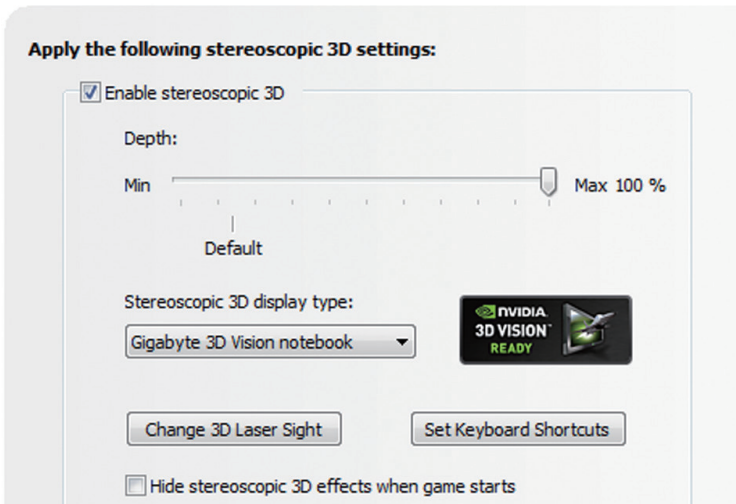 Apply the following stereoscopic 3D settings:
Enable stereoscopic 3D
Depth:
Min Max 100 %
Default
Stereoscopic 3D display type:
Gigabyte 3D Vision notebook
NVIDIA
3D VISION™
READY
Change 3D Laser Sight Set Keyboard Shortcuts
Hide stereoscopic 3D effects when game starts